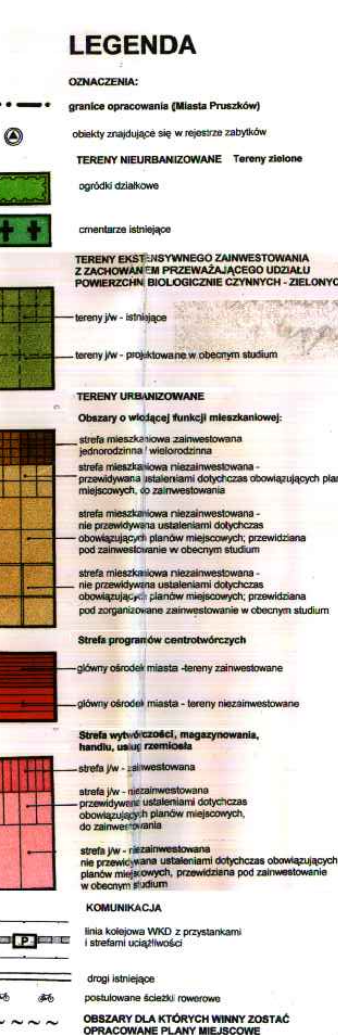 LEGENDA
OZNACZENIA:
granice opracowania (Miasta Pruszków)
obiekty znajdujące się w rejestrze zabytków
TERENY NIEURBANIZOWANE Tereny zielone
ogródki działkowe
cmentarze istniejące
TERENY EKSTENSYWNEGO ZAINWESTOWANIA
Z ZACHOWANIEM PRZEWAŻAJĄCEGO UDZIAŁU
POWIERZCHNI BIOLOGICZNIE CZYNNYCH - ZIELONYC
tereny j/w - istniejące
tereny j/w - projektowane w obecnym studium
TERENY URBANIZOWANE
Obszary o wiodącej funkcji mieszkaniowej:
strefa mieszkaniowa zainwestowana
jednorodzinna / wielorodzinna
strefa mieszkaniowa niezainwestowana -
przewidywana ustaleniami dotychczas obowiązujących plan
miejscowych, do zainwestowania
strefa mieszkaniowa niezainwestowana -
nie przewidywana ustaleniami dotychczas
obowiązujących planów miejscowych; przewidziana
pod zainwestowanie w obecnym studium
strefa mieszkaniowa niezainwestowana -
nie przewidywana ustaleniami dotychczas
obowiązujących planów miejscowych; przewidziana
pod zorganizowane zainwestowanie w obecnym studium
Strefa programów centrotwórczych
główny ośrodek miasta -tereny zainwestowane
główny ośrodek miasta - tereny niezainwestowane
Strefa wytwórczości, magazynowania,
handlu, usług rzemiosła
strefa j/w - zainwestowana
strefa j/w - niezainwestowana
przewidywana ustaleniami dotychczas
obowiązujących planów miejscowych,
do zainwestowania
strefa j/w - niezainwestowana
nie przewidywana ustaleniami dotychczas obowiązujących
planów miejscowych, przewidziana pod zainwestowanie
w obecnym studium
KOMUNIKACJA
P
linia kolejowa WKD z przystankami
i strefami uciążliwości
drogi istniejące
postulowane ścieżki rowerowe
OBSZARY DLA KTÓRYCH WINNY ZOSTAĆ
OPRACOWANE PLANY MIEJSCOWE